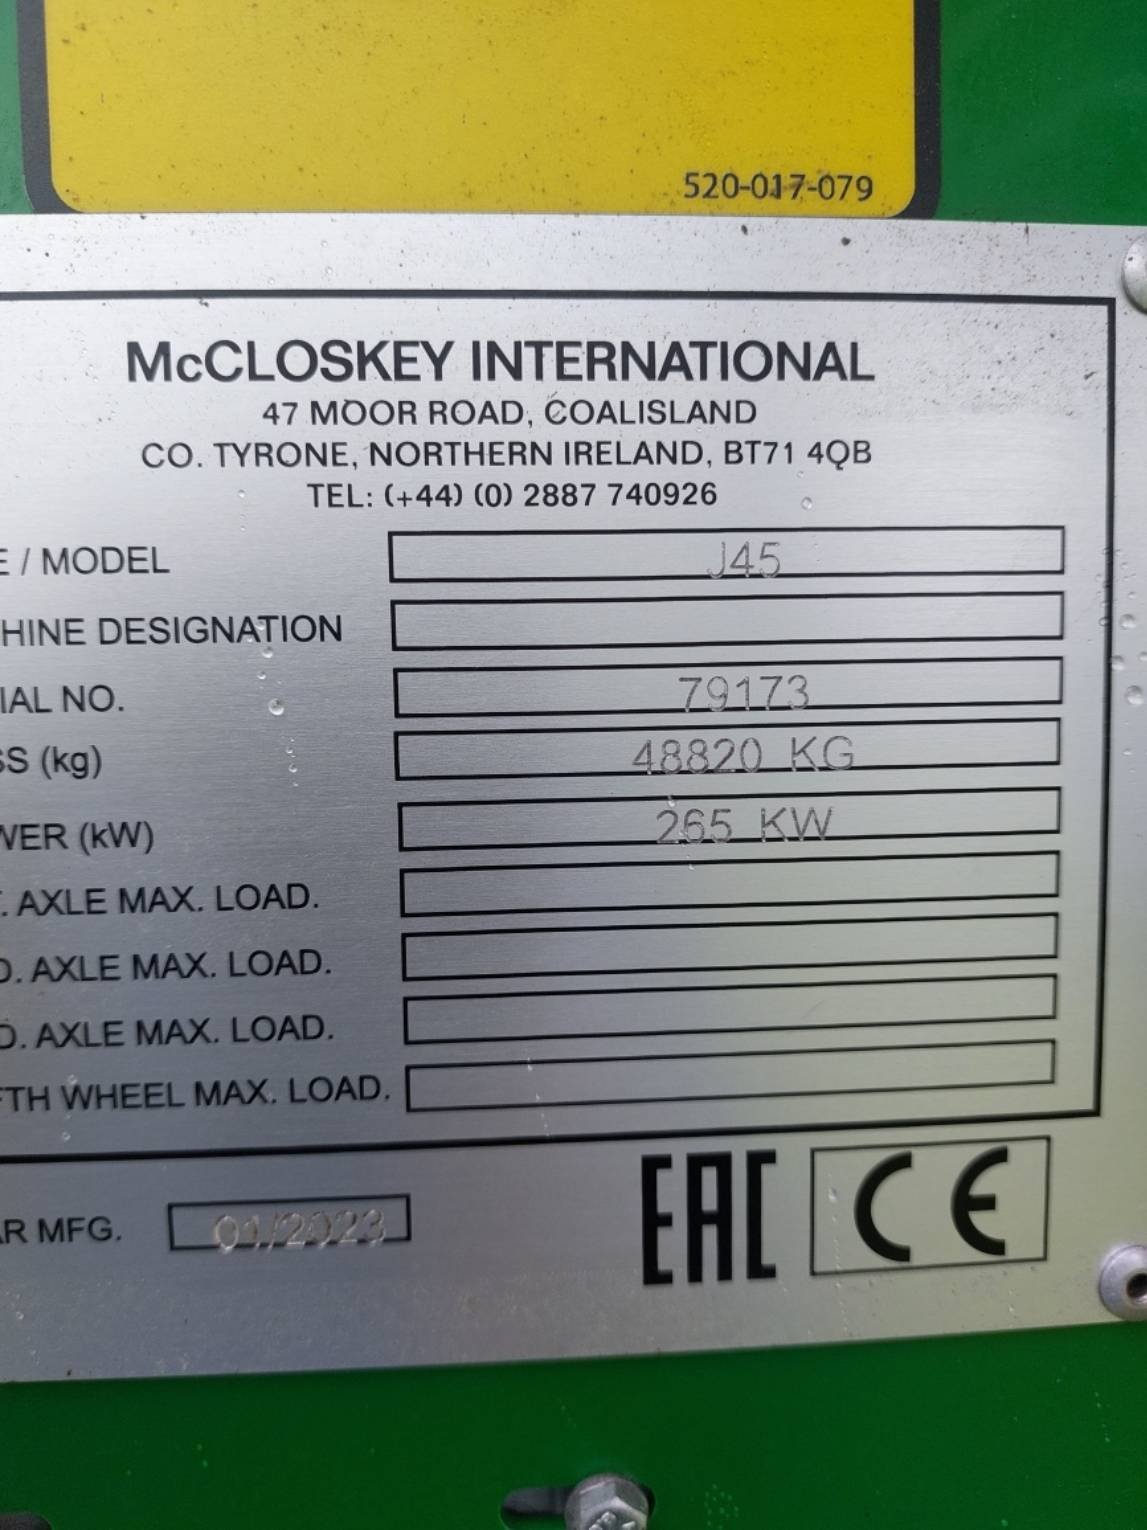 520-017-079
McCLOSKEY INTERNATIONAL
47 MOOR ROAD, COALISLAND
CO. TYRONE, NORTHERN IRELAND, BT71 4QB
TEL: (+44) (0) 2887 740926
E / MODEL J45
HINE DESIGNATION
IAL NO. 79173
SS (kg) 48820 KG
WER (kW) 265 KW
. AXLE MAX. LOAD.
D. AXLE MAX. LOAD.
D. AXLE MAX. LOAD.
FTH WHEEL MAX. LOAD.
AR MFG. 01/2023
EAC CE